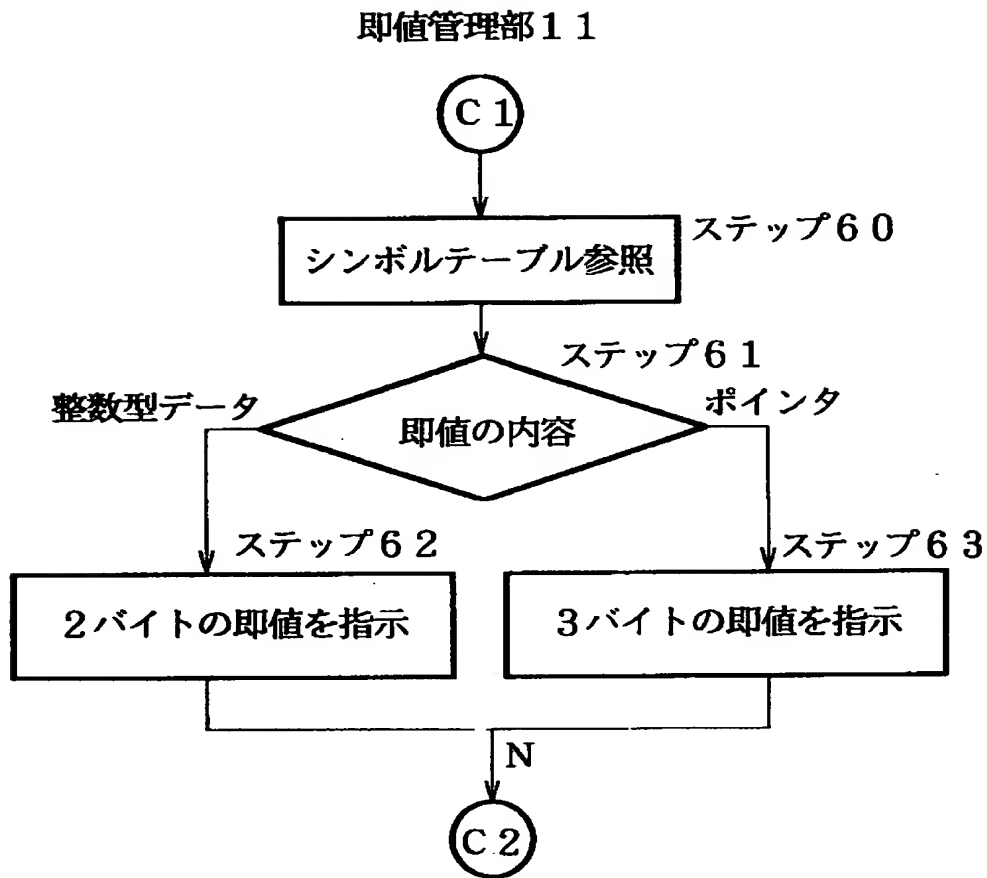 即値管理部11
C1
ステップ60
シンボルテーブル参照
ステップ61
整数型データ
ポインタ
即値の内容
ステップ62
ステップ63
2バイトの即値を指示
3バイトの即値を指示
N
C2